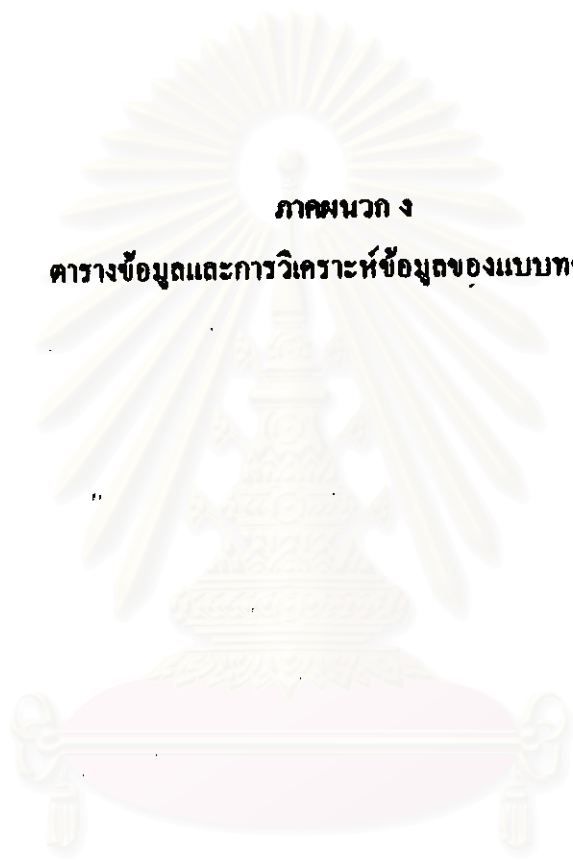 ภาคผนวก ง
ตารางข้อมูลและการวิเคราะห์ข้อมูลของแบบท